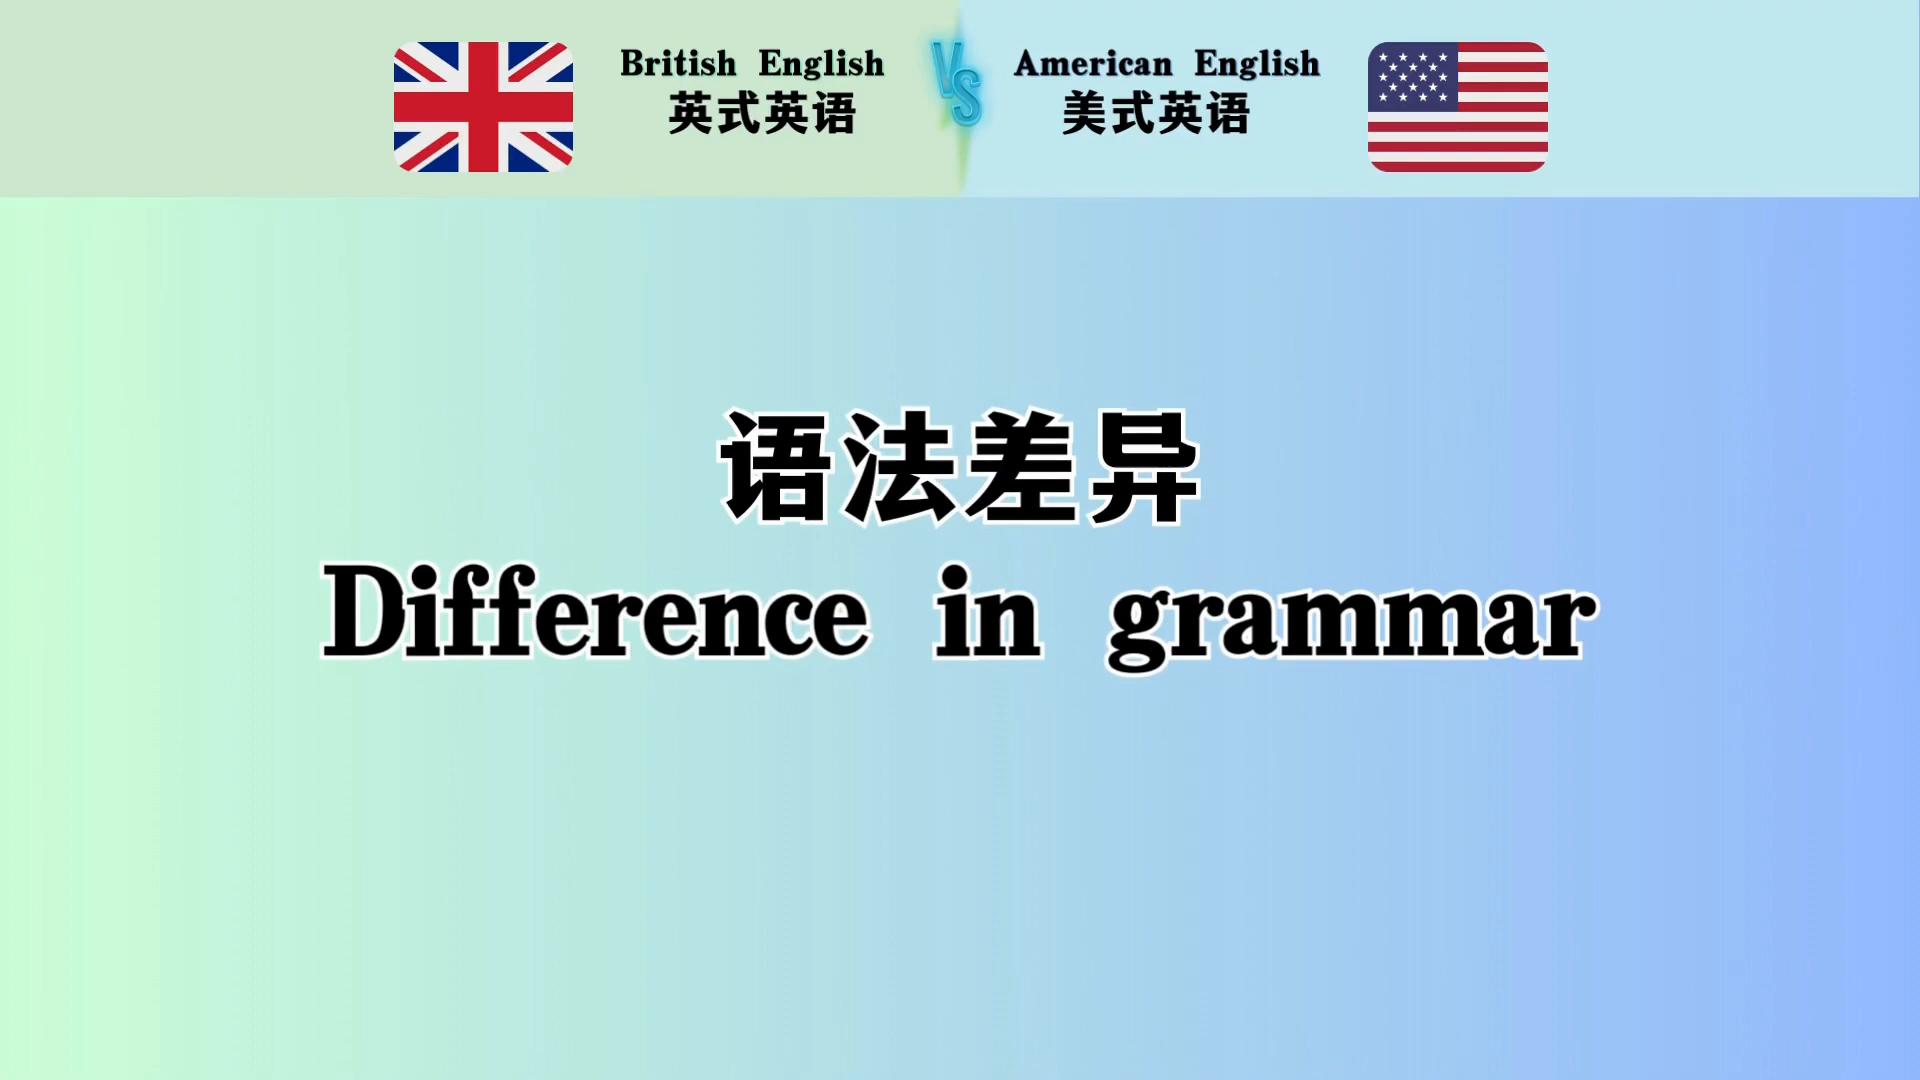 British English
英式英语
VS
American English
美式英语
语法差异
Difference in grammar